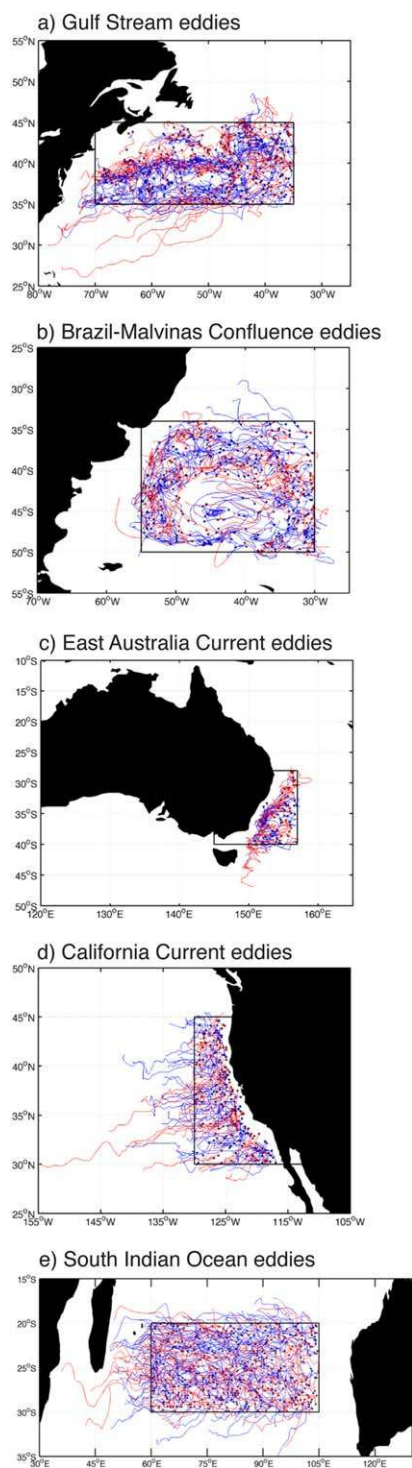 a) Gulf Stream eddies
55°N
50°N
45°N
40°N
35°N
30°N
25°N
80°W 70°W 60°W 50°W 40°W 30°W
b) Brazil-Malvinas Confluence eddies
25°S
30°S
35°S
40°S
45°S
50°S
55°S
70°W 60°W 50°W 40°W 30°W
c) East Australia Current eddies
10°S
15°S
20°S
25°S
30°S
35°S
40°S
45°S
50°S
120°E 130°E 140°E 150°E 160°E
d) California Current eddies
50°N
45°N
40°N
35°N
30°N
25°N
155°W 145°W 135°W 125°W 115°W 105°W
e) South Indian Ocean eddies
15°S
20°S
25°S
30°S
35°S
30°E 45°E 60°E 75°E 90°E 105°E 120°E